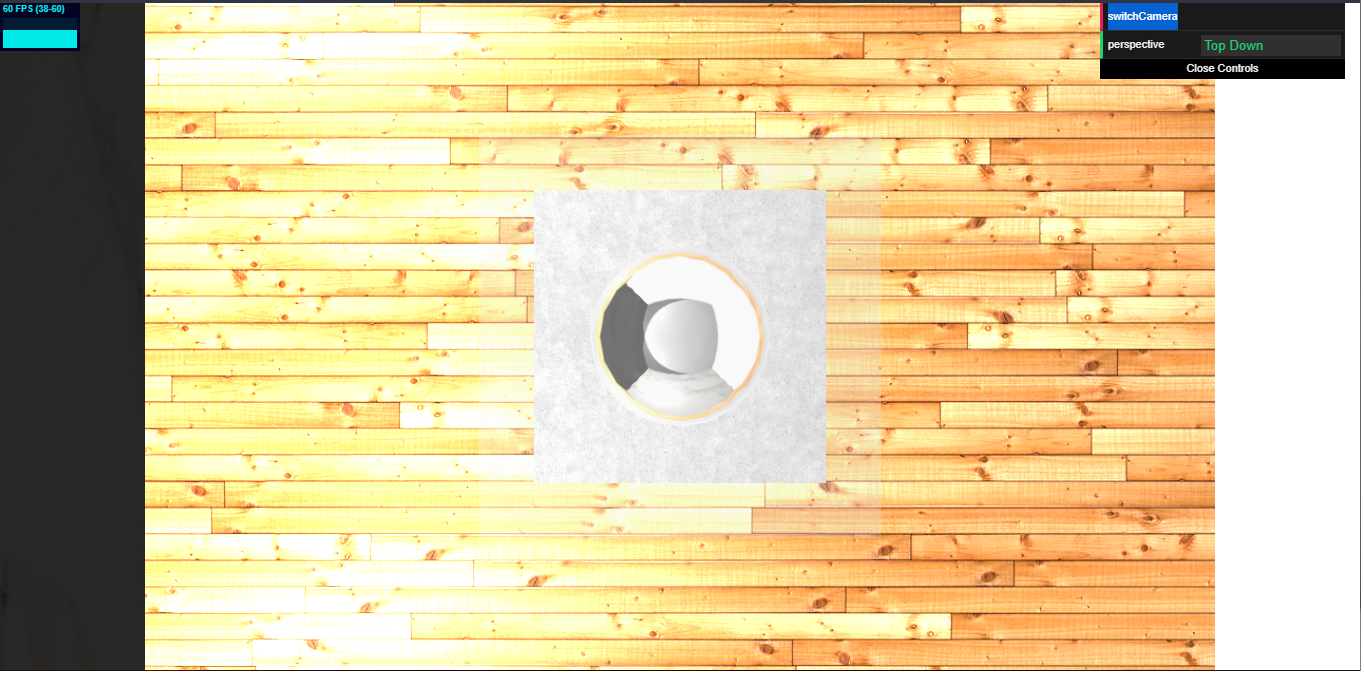 60 FPS (38-60)
switchCamera
perspective Top Down
Close Controls